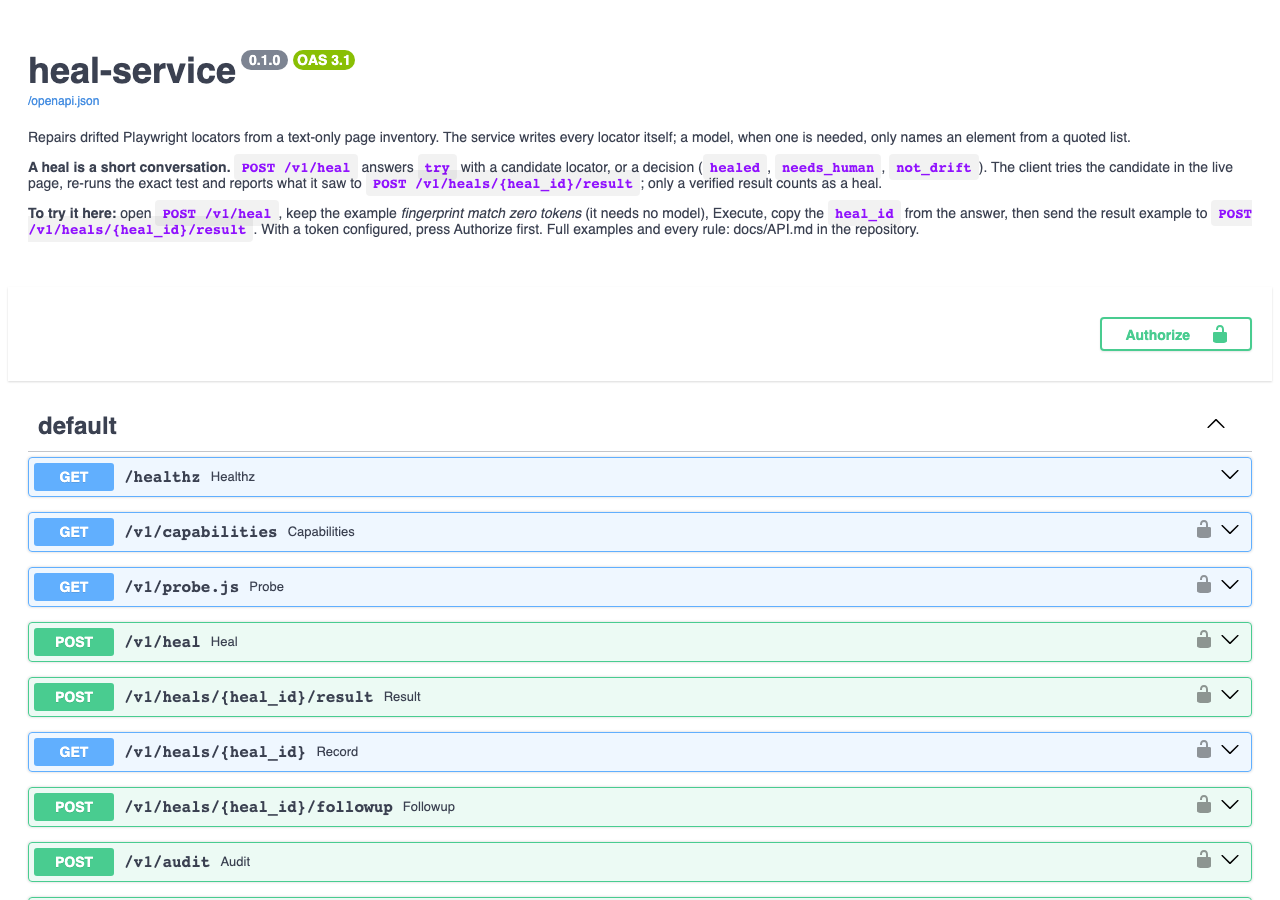 heal-service 0.1.0 OAS 3.1
/openapi.json
Repairs drifted Playwright locators from a text-only page inventory. The service writes every locator itself; a model, when one is needed, only names an element from a quoted list.
A heal is a short conversation. POST /v1/heal answers try with a candidate locator, or a decision ( healed , needs_human , not_drift ). The client tries the candidate in the live
page, re-runs the exact test and reports what it saw to POST /v1/heals/{heal_id}/result ; only a verified result counts as a heal.
To try it here: open POST /v1/heal , keep the example fingerprint match zero tokens (it needs no model), Execute, copy the heal_id from the answer, then send the result example to POST
/v1/heals/{heal_id}/result . With a token configured, press Authorize first. Full examples and every rule: docs/API.md in the repository.
Authorize
default
GET /healthz Healthz
GET /v1/capabilities Capabilities
GET /v1/probe.js Probe
POST /v1/heal Heal
POST /v1/heals/{heal_id}/result Result
GET /v1/heals/{heal_id} Record
POST /v1/heals/{heal_id}/followup Followup
POST /v1/audit Audit